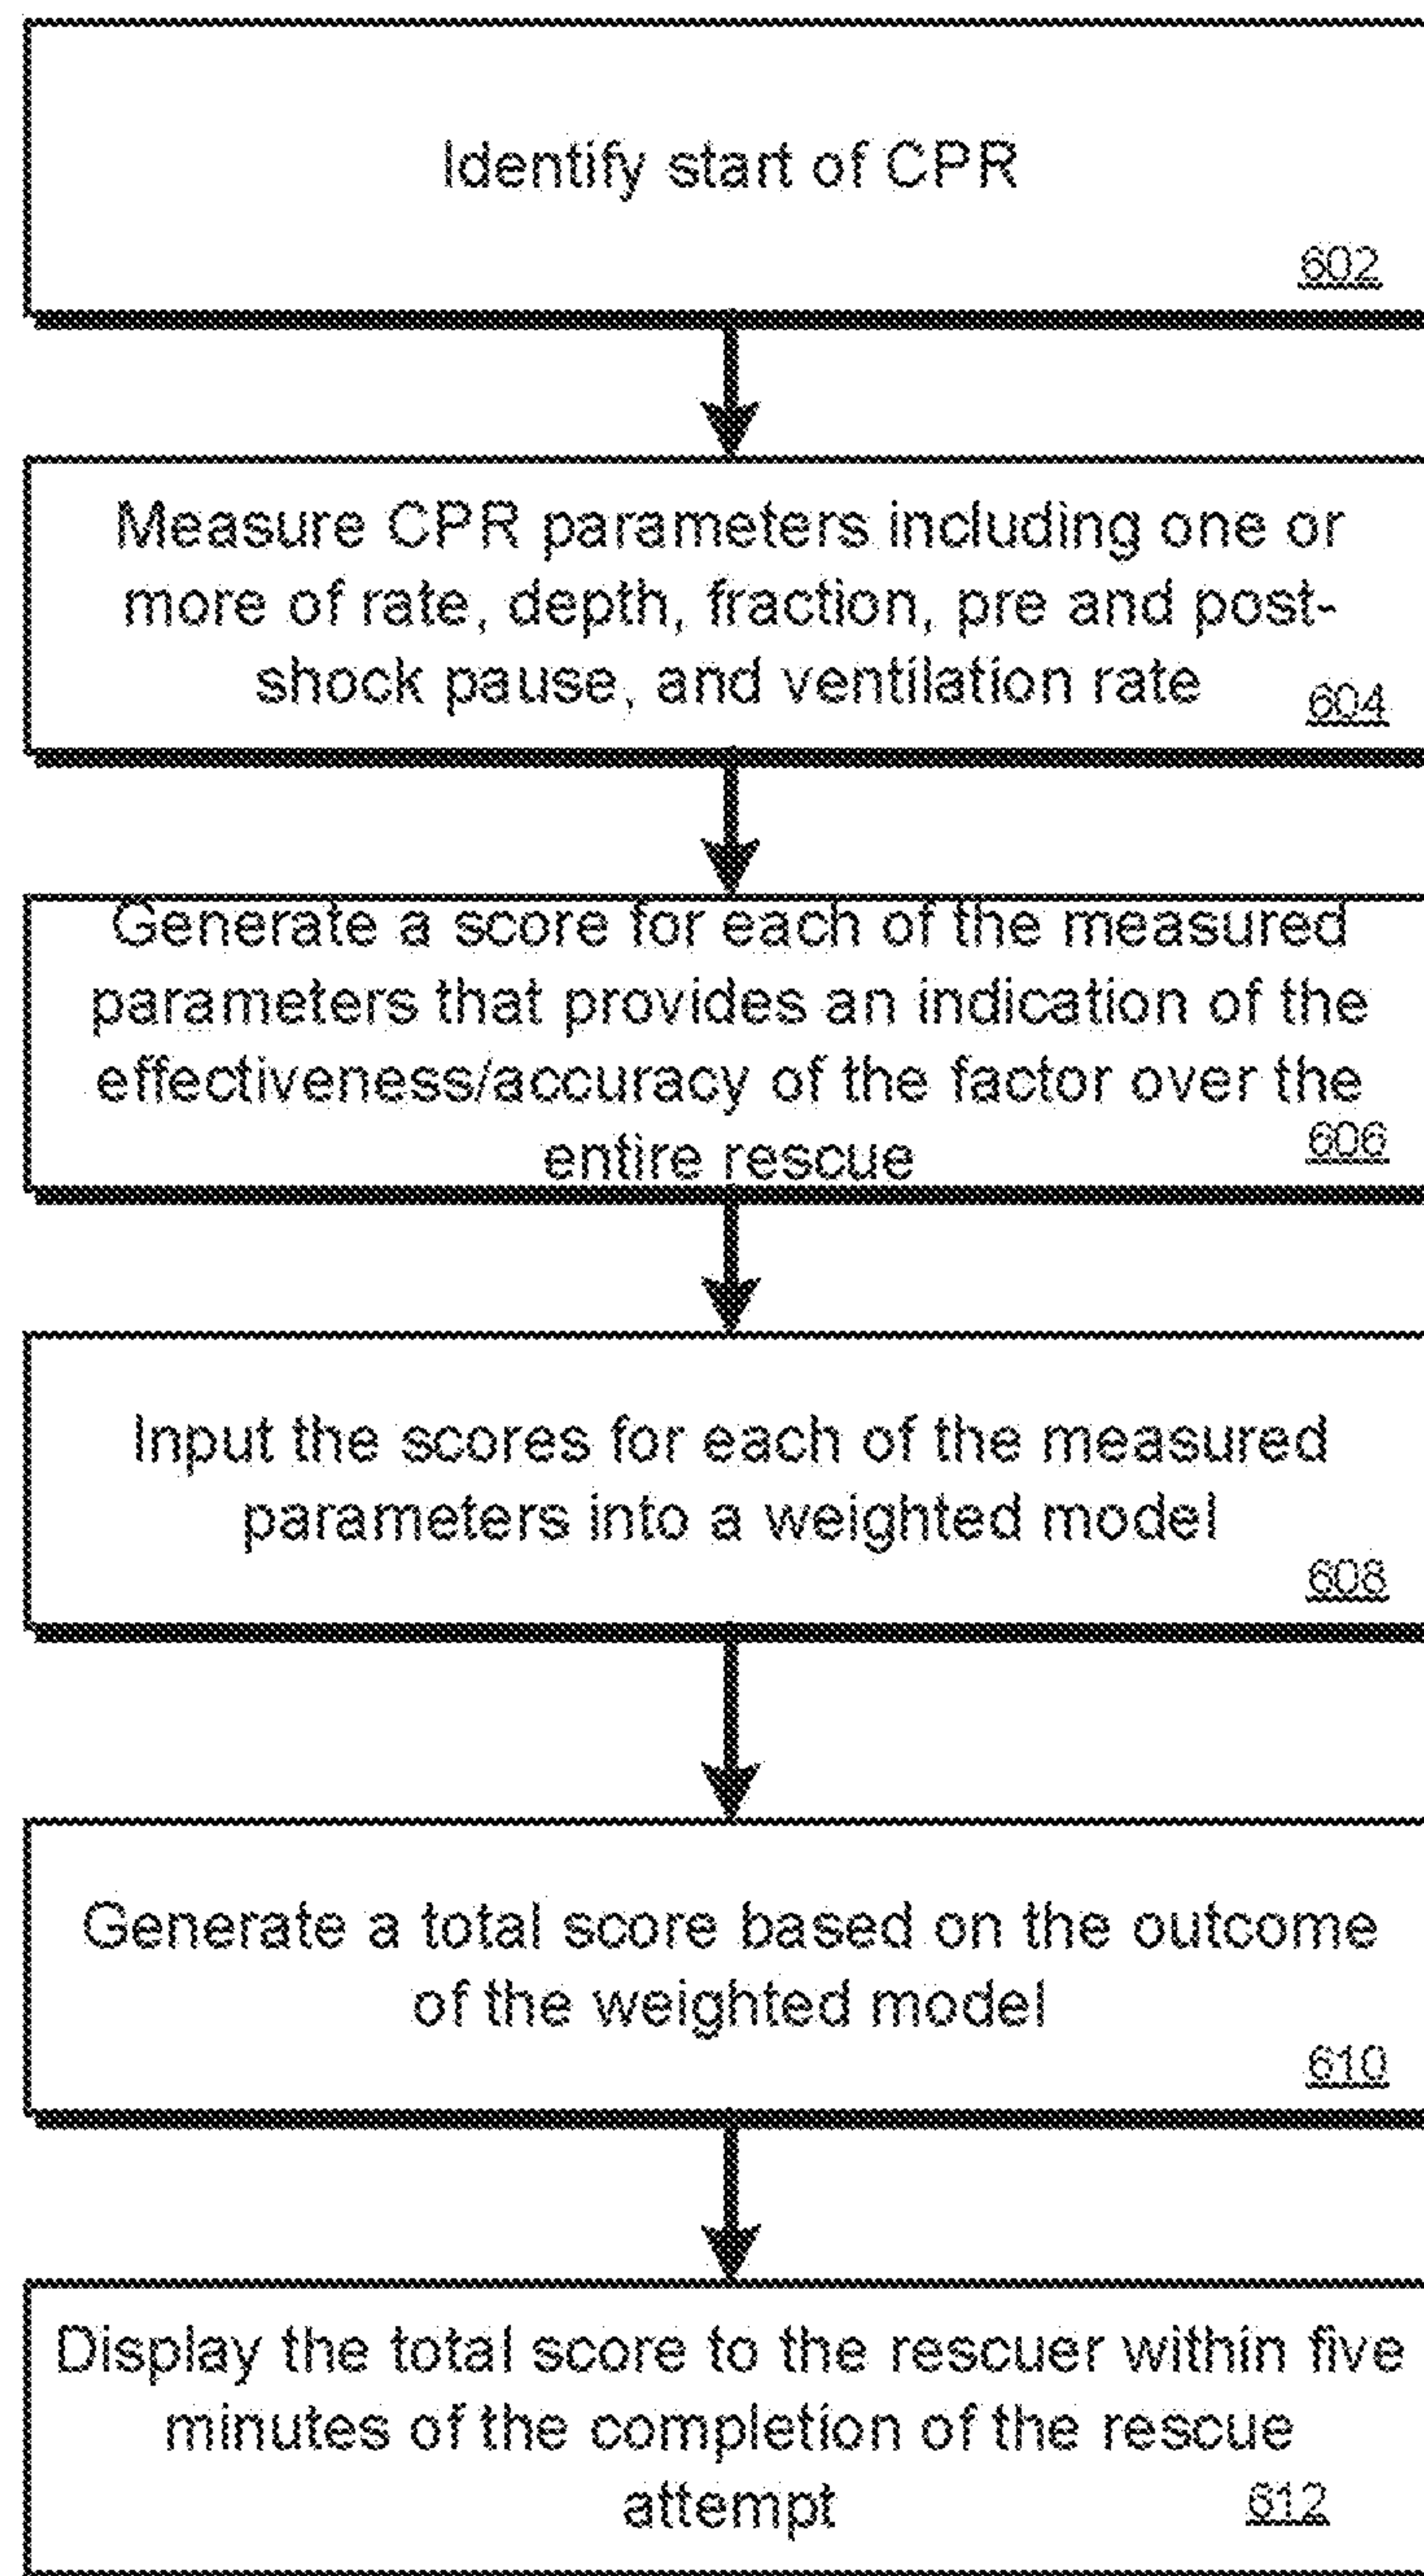 Identify start of CPR
602
Measure CPR parameters including one or
more of rate, depth, fraction, pre and post-
shock pause, and ventilation rate
604
Generate a score for each of the measured
parameters that provides an indication of the
effectiveness/accuracy of the factor over the
entire rescue
606
Input the scores for each of the measured
parameters into a weighted model
608
Generate a total score based on the outcome
of the weighted model
610
Display the total score to the rescuer within five
minutes of the completion of the rescue
attempt
612